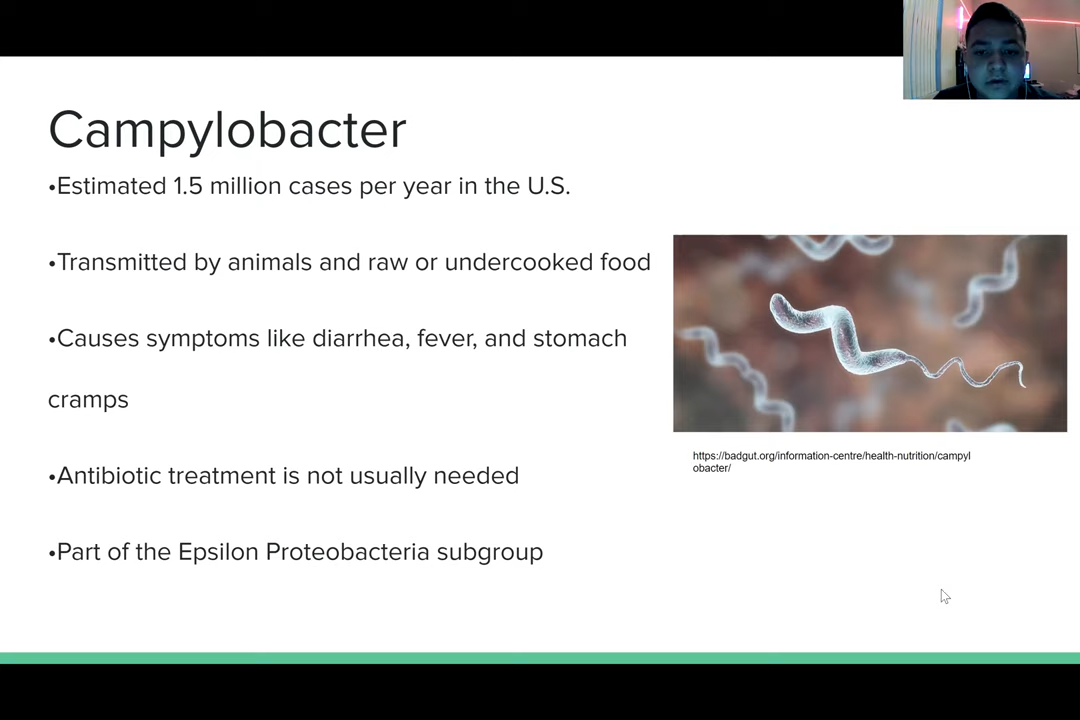 Campylobacter
•Estimated 1.5 million cases per year in the U.S.
•Transmitted by animals and raw or undercooked food
•Causes symptoms like diarrhea, fever, and stomach
cramps
•Antibiotic treatment is not usually needed
•Part of the Epsilon Proteobacteria subgroup
https://badgut.org/information-centre/health-nutrition/campyl
obacter/